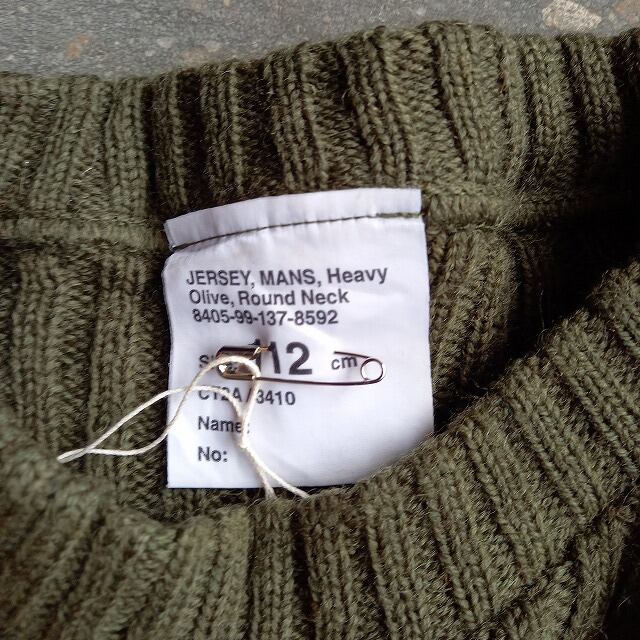 JERSEY, MANS, Heavy
Olive, Round Neck
8405-99-137-8592
112 cm
3410
Name:
No: